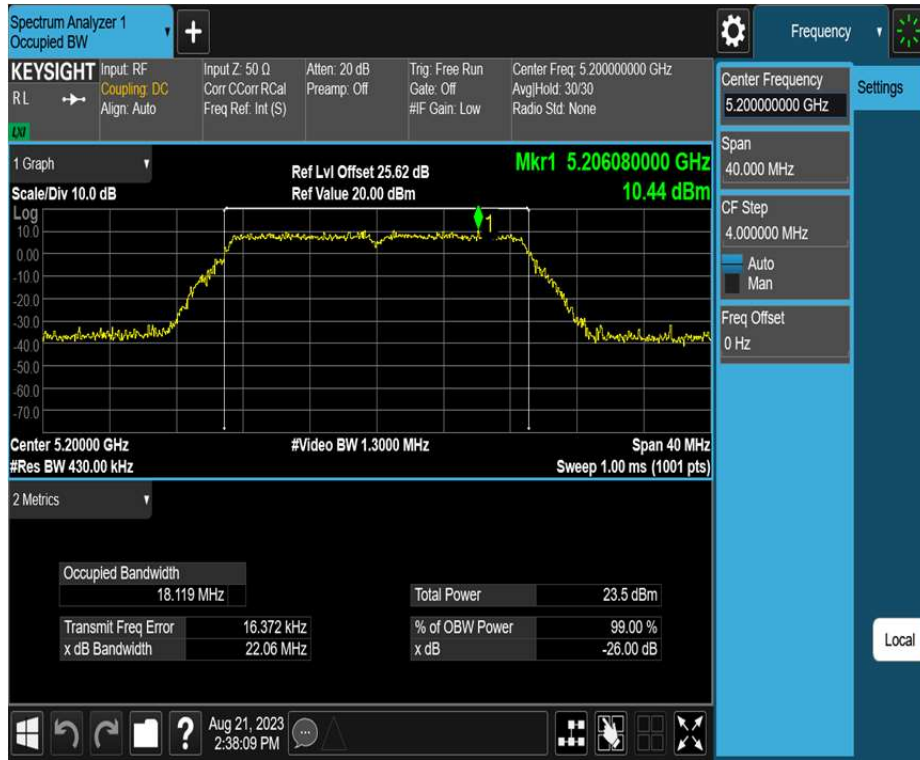 Spectrum Analyzer 1
Occupied BW
+
Frequency
KEYSIGHT
R L
LXI
Input: RF
Coupling: DC
Align: Auto
Input Z: 50 Ω
Corr CCorr RCal
Freq Ref: Int (S)
Atten: 20 dB
Preamp: Off
Trig: Free Run
Gate: Off
#IF Gain: Low
Center Freq: 5.200000000 GHz
Avg|Hold: 30/30
Radio Std: None
Center Frequency
5.200000000 GHz
Settings
Span
40.000 MHz
CF Step
4.000000 MHz
Auto
Man
Freq Offset
0 Hz
1 Graph
Scale/Div 10.0 dB
Ref Lvl Offset 25.62 dB
Ref Value 20.00 dBm
Mkr1 5.206080000 GHz
10.44 dBm
Log
10.0
0.00
-10.0
-20.0
-30.0
-40.0
-50.0
-60.0
-70.0
1
Center 5.20000 GHz
#Video BW 1.3000 MHz
Span 40 MHz
#Res BW 430.00 kHz
Sweep 1.00 ms (1001 pts)
2 Metrics
Occupied Bandwidth
18.119 MHz
Total Power 23.5 dBm
Transmit Freq Error 16.372 kHz
% of OBW Power 99.00 %
x dB Bandwidth 22.06 MHz
x dB -26.00 dB
Local
?
Aug 21, 2023
2:38:09 PM